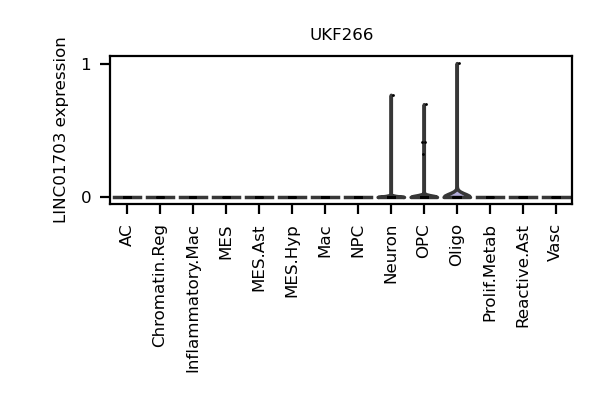 UKF266
LINC01703 expression
1
0
AC
Chromatin.Reg
Inflammatory.Mac
MES
MES.Ast
MES.Hyp
Mac
NPC
Neuron
OPC
Oligo
Prolif.Metab
Reactive.Ast
Vasc